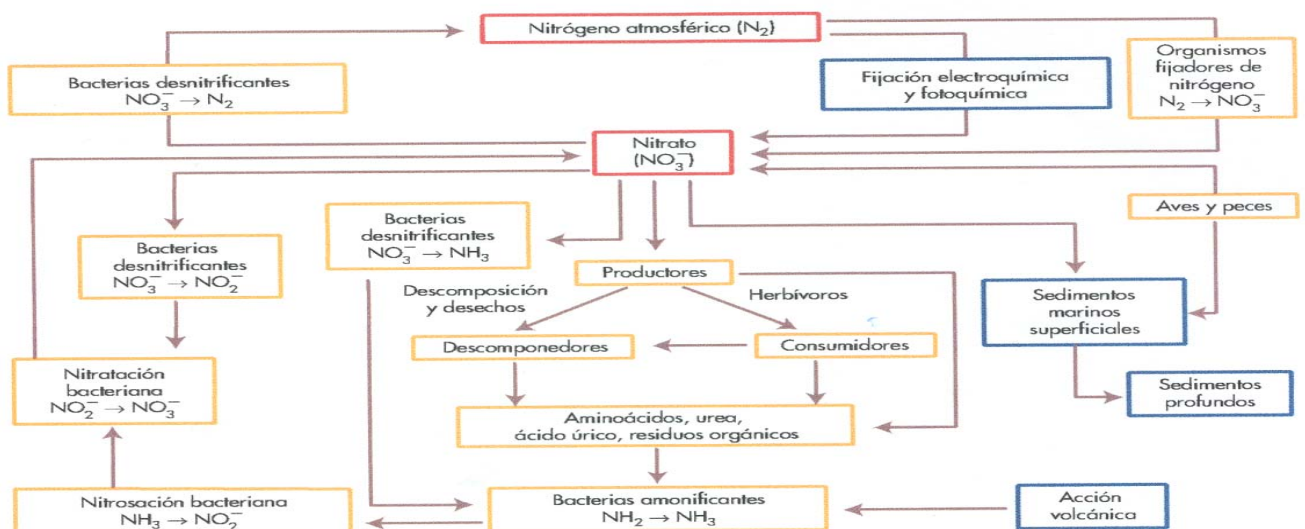 Nitrógeno atmosférico (N₂)
Bacterias desnitrificantes
NO₃⁻ → N₂
Fijación electroquímica
y fotoquímica
Organismos
fijadores de
nitrógeno
N₂ → NO₃⁻
Nitrato
(NO₃⁻)
Aves y peces
Bacterias
desnitrificantes
NO₃⁻ → NO₂⁻
Bacterias
desnitrificantes
NO₃⁻ → NH₃
Productores
Descomposición
y desechos
Herbívoros
Sedimentos
marinos
superficiales
Descomponedores
Consumidores
Nitratación
bacteriana
NO₂⁻ → NO₃⁻
Sedimentos
profundos
Aminoácidos, urea,
ácido úrico, residuos orgánicos
Nitrosación bacteriana
NH₃ → NO₂⁻
Bacterias amonificantes
NH₂ → NH₃
Acción
volcánica